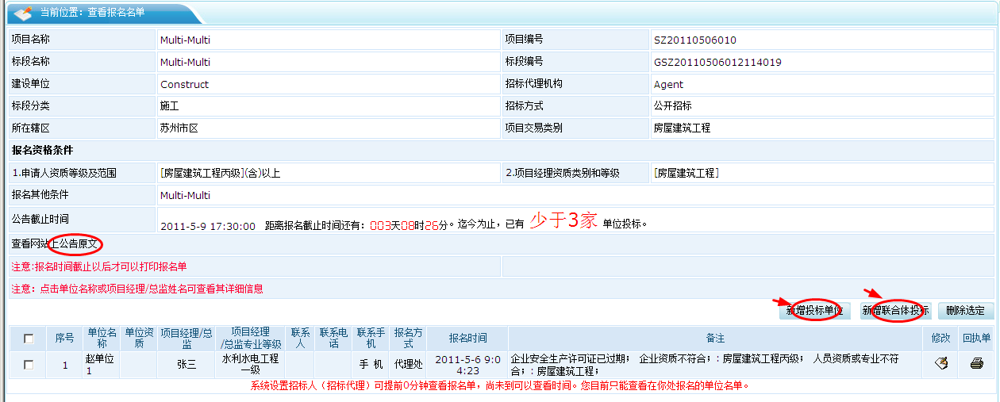 当前位置：查看报名名单
项目名称 Multi-Multi 项目编号 SZ20110506010
标段名称 Multi-Multi 标段编号 GSZ20110506012114019
建设单位 Construct 招标代理机构 Agent
标段分类 施工 招标方式 公开招标
所在辖区 苏州市区 项目交易类别 房屋建筑工程
报名资格条件
1.申请人资质等级及范围 [房屋建筑工程丙级](含)以上 2.项目经理资质类别和等级 [房屋建筑工程]
报名其他条件 Multi-Multi
公告截止时间 2011-5-9 17:30:00 距离报名截止时间还有：003天08时26分。迄今为止，已有 少于3家 单位投标。
查看网站上公告原文
注意:报名时间截止以后才可以打印报名单
注意：点击单位名称或项目经理/总监姓名可查看其详细信息
新增投标单位 新增联合体投标 删除选定
序号 单位名称 单位资质 项目经理/总监 项目经理/总监专业等级 联系人 联系电话 联系手机 报名方式 报名时间 备注 修改 回执单
1 赵单位1 张三 水利水电工程一级 手 机 代理处 2011-5-6 9:04:23 企业安全生产许可证已过期； 企业资质不符合；：房屋建筑工程丙级； 人员资质或专业不符合；：房屋建筑工程；
系统设置招标人（招标代理）可提前0分钟查看报名单，尚未到可以查看时间。您目前只能查看在你处报名的单位名单。